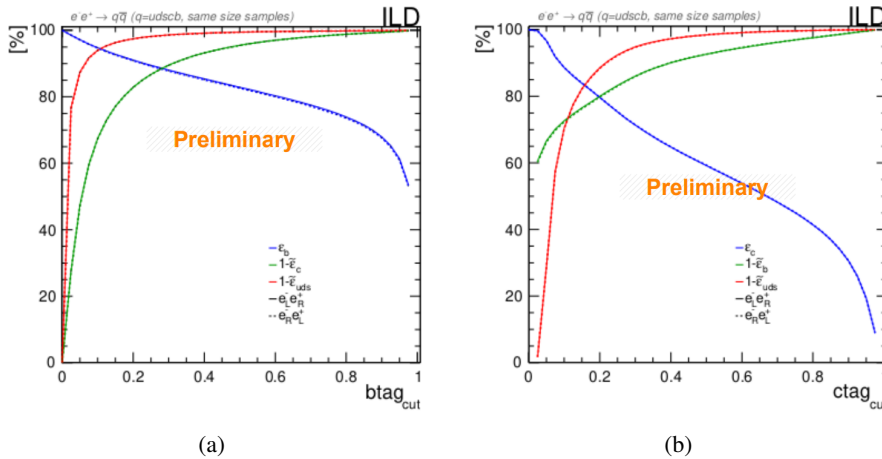 e⁻e⁺ → qq̅ (q=udscb, same size samples)
ILD
[%]
100
80
60
40
20
0
Preliminary
ε_b
1-ε̃_c
1-ε̃_uds
e⁻_L e⁺_R
e⁻_R e⁺_L
0 0.2 0.4 0.6 0.8 1
btag_cut
(a)
e⁻e⁺ → qq̅ (q=udscb, same size samples)
ILD
[%]
100
80
60
40
20
0
Preliminary
ε_c
1-ε̃_b
1-ε̃_uds
e⁻_L e⁺_R
e⁻_R e⁺_L
0 0.2 0.4 0.6 0.8
ctag_cut
(b)